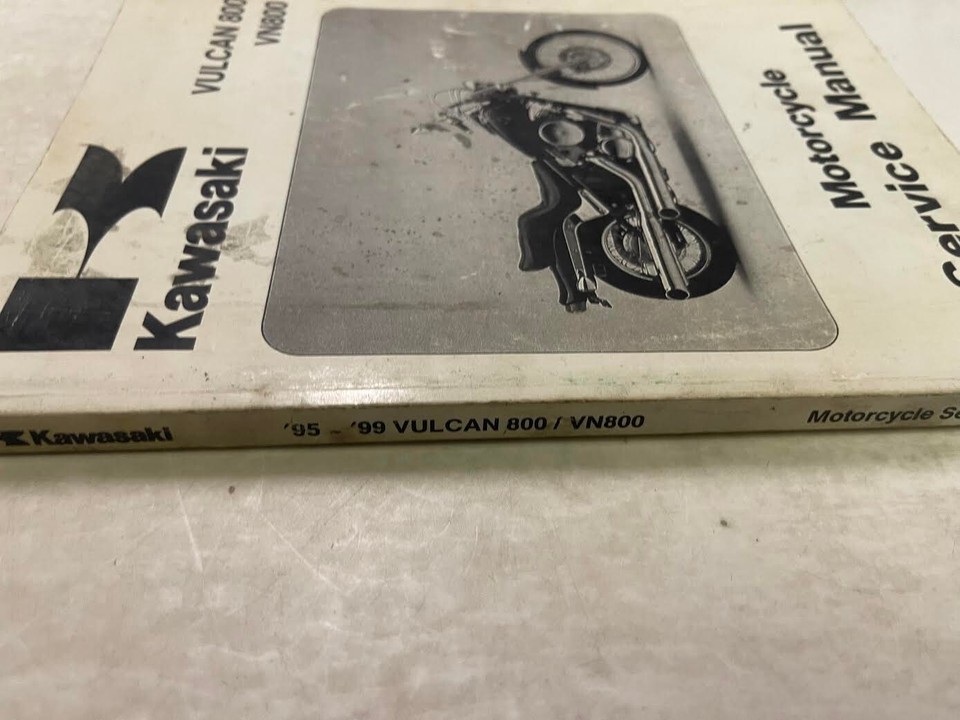 VULCAN 800
VN800
Kawasaki
Motorcycle
Service Manual
Kawasaki
'95 - '99 VULCAN 800 / VN800
Motorcycle Se